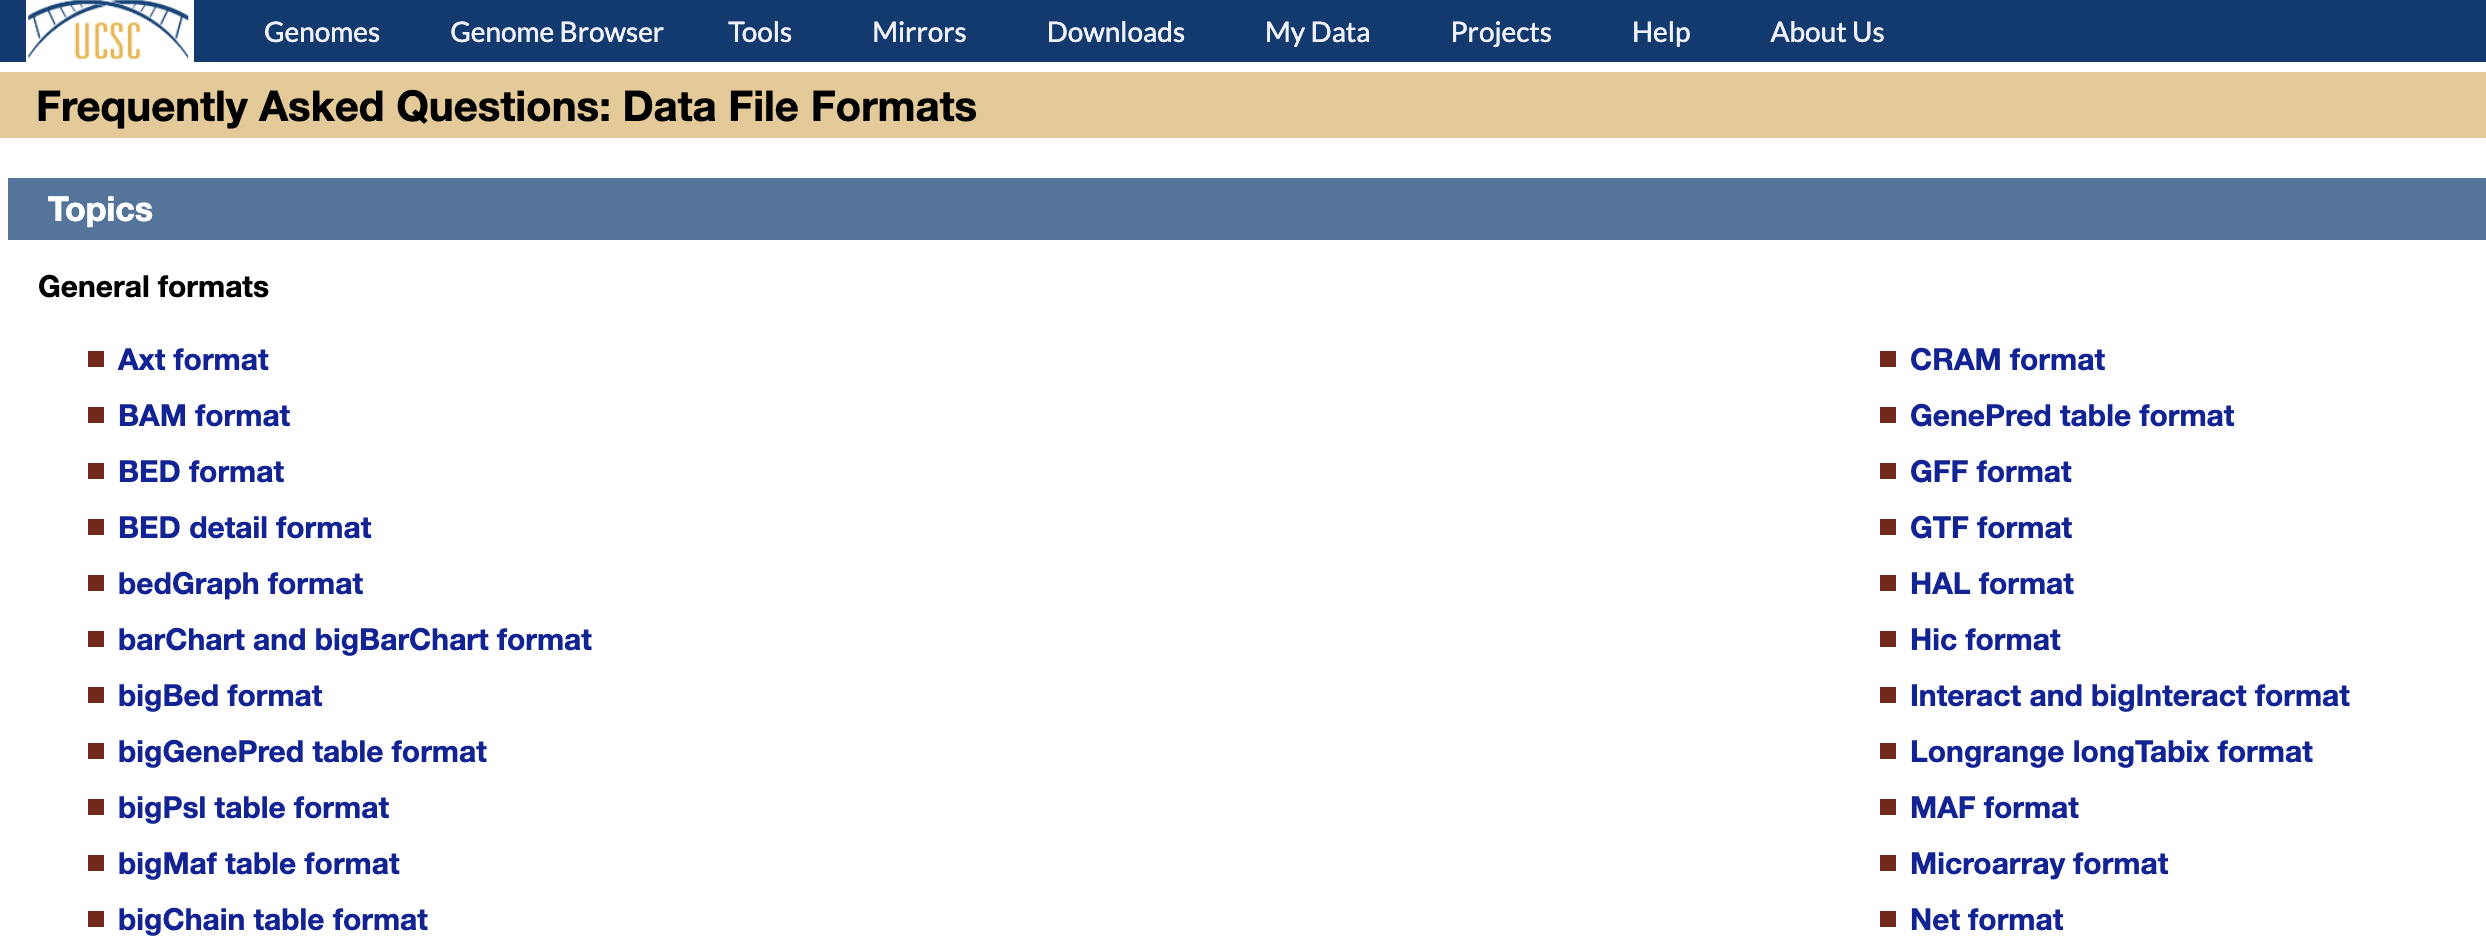 UCSC
Genomes Genome Browser Tools Mirrors Downloads My Data Projects Help About Us
Frequently Asked Questions: Data File Formats
Topics
General formats
Axt format
BAM format
BED format
BED detail format
bedGraph format
barChart and bigBarChart format
bigBed format
bigGenePred table format
bigPsl table format
bigMaf table format
bigChain table format
CRAM format
GenePred table format
GFF format
GTF format
HAL format
Hic format
Interact and bigInteract format
Longrange longTabix format
MAF format
Microarray format
Net format